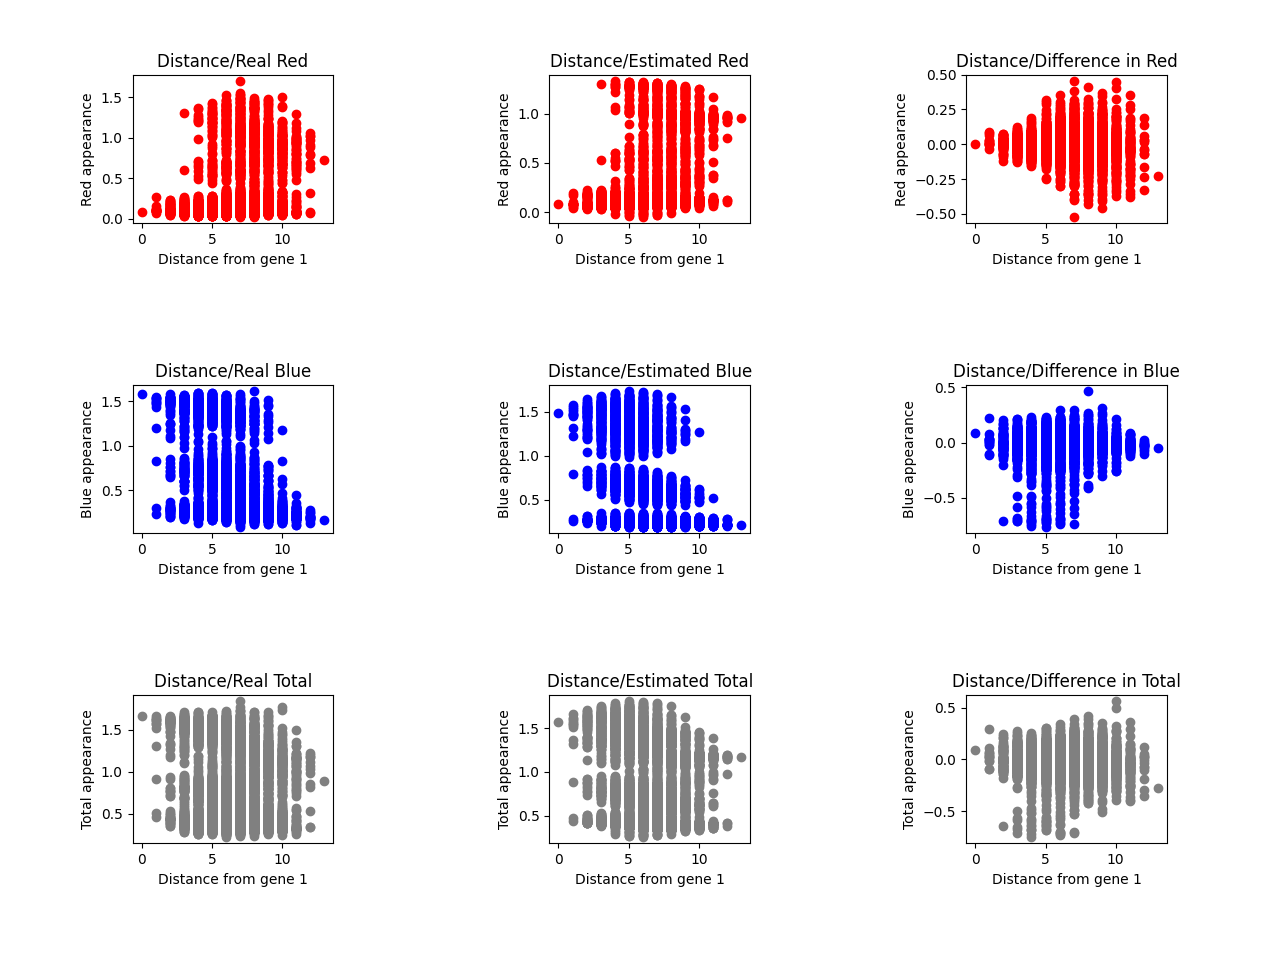 Distance/Real Red
Distance/Estimated Red
Distance/Difference in Red
Red appearance
1.5
1.0
0.5
0.0
0
5
10
Distance from gene 1
Red appearance
1.0
0.5
0.0
0
5
10
Distance from gene 1
Red appearance
0.50
0.25
0.00
−0.25
−0.50
0
5
10
Distance from gene 1
Distance/Real Blue
Distance/Estimated Blue
Distance/Difference in Blue
Blue appearance
1.5
1.0
0.5
0
5
10
Distance from gene 1
Blue appearance
1.5
1.0
0.5
0
5
10
Distance from gene 1
Blue appearance
0.5
0.0
−0.5
0
5
10
Distance from gene 1
Distance/Real Total
Distance/Estimated Total
Distance/Difference in Total
Total appearance
1.5
1.0
0.5
0
5
10
Distance from gene 1
Total appearance
1.5
1.0
0.5
0
5
10
Distance from gene 1
Total appearance
0.5
0.0
−0.5
0
5
10
Distance from gene 1